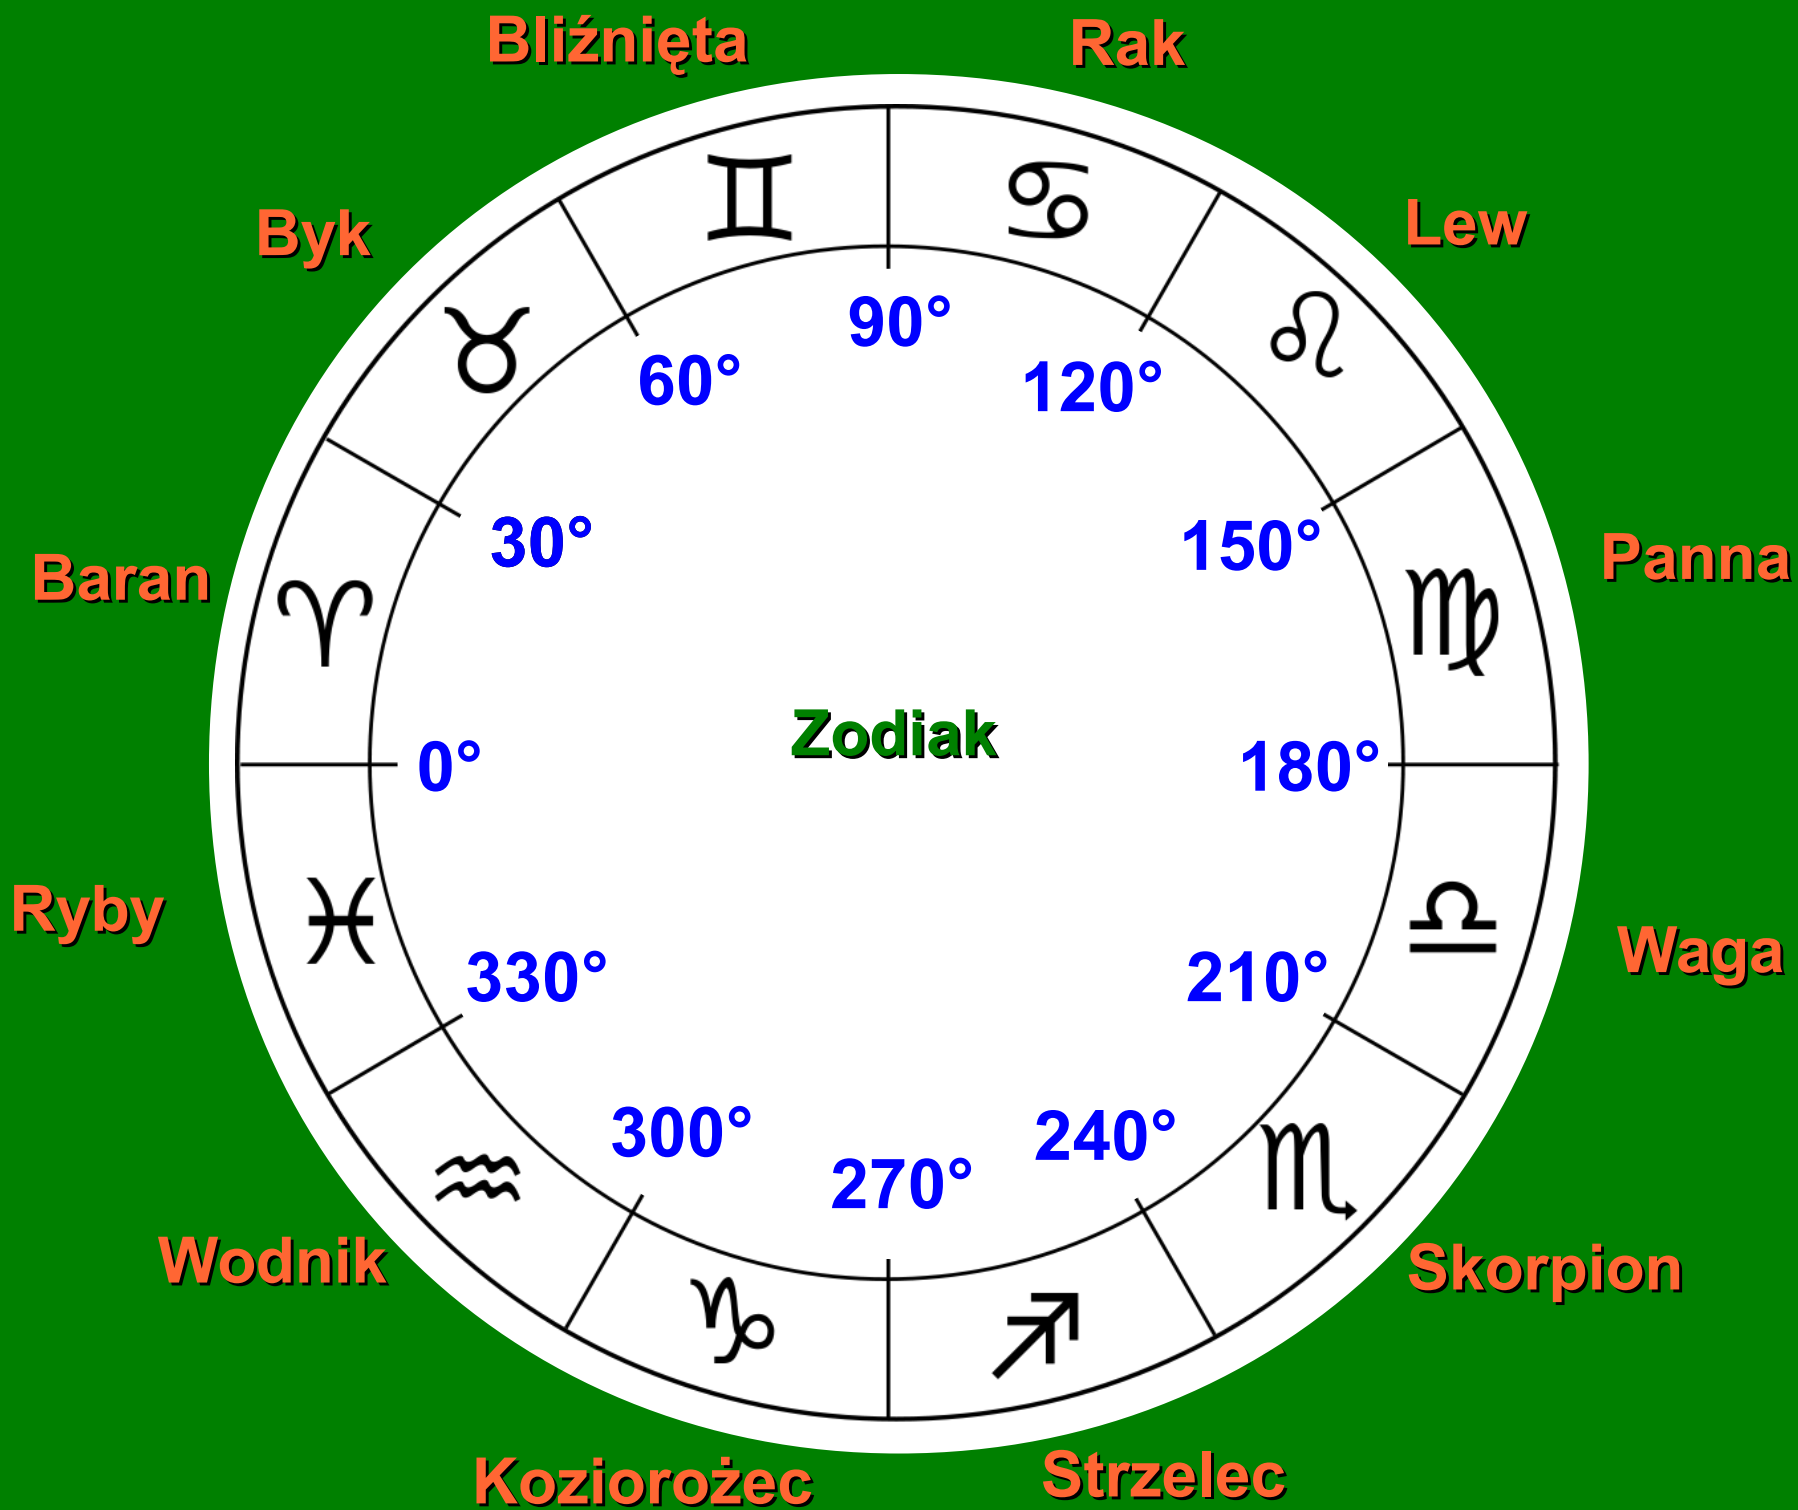 Bliźnięta
Rak
Byk
Lew
90°
60°
120°
30°
150°
Baran
Panna
Zodiak
0°
180°
Ryby
Waga
330°
210°
300°
240°
270°
Wodnik
Skorpion
Koziorożec
Strzelec